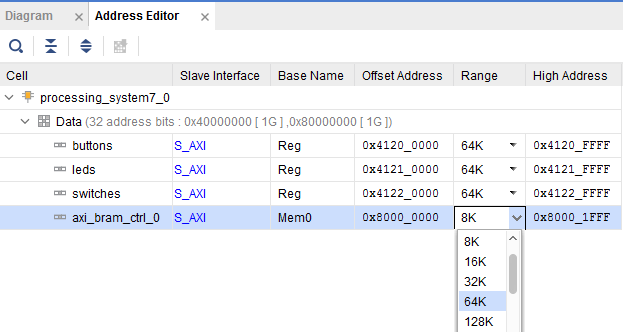 Diagram × Address Editor ×
Cell Slave Interface Base Name Offset Address Range High Address
processing_system7_0
Data (32 address bits : 0x40000000 [ 1G ] ,0x80000000 [ 1G ])
buttons S_AXI Reg 0x4120_0000 64K 0x4120_FFFF
leds S_AXI Reg 0x4121_0000 64K 0x4121_FFFF
switches S_AXI Reg 0x4122_0000 64K 0x4122_FFFF
axi_bram_ctrl_0 S_AXI Mem0 0x8000_0000 8K 0x8000_1FFF
8K
16K
32K
64K
128K